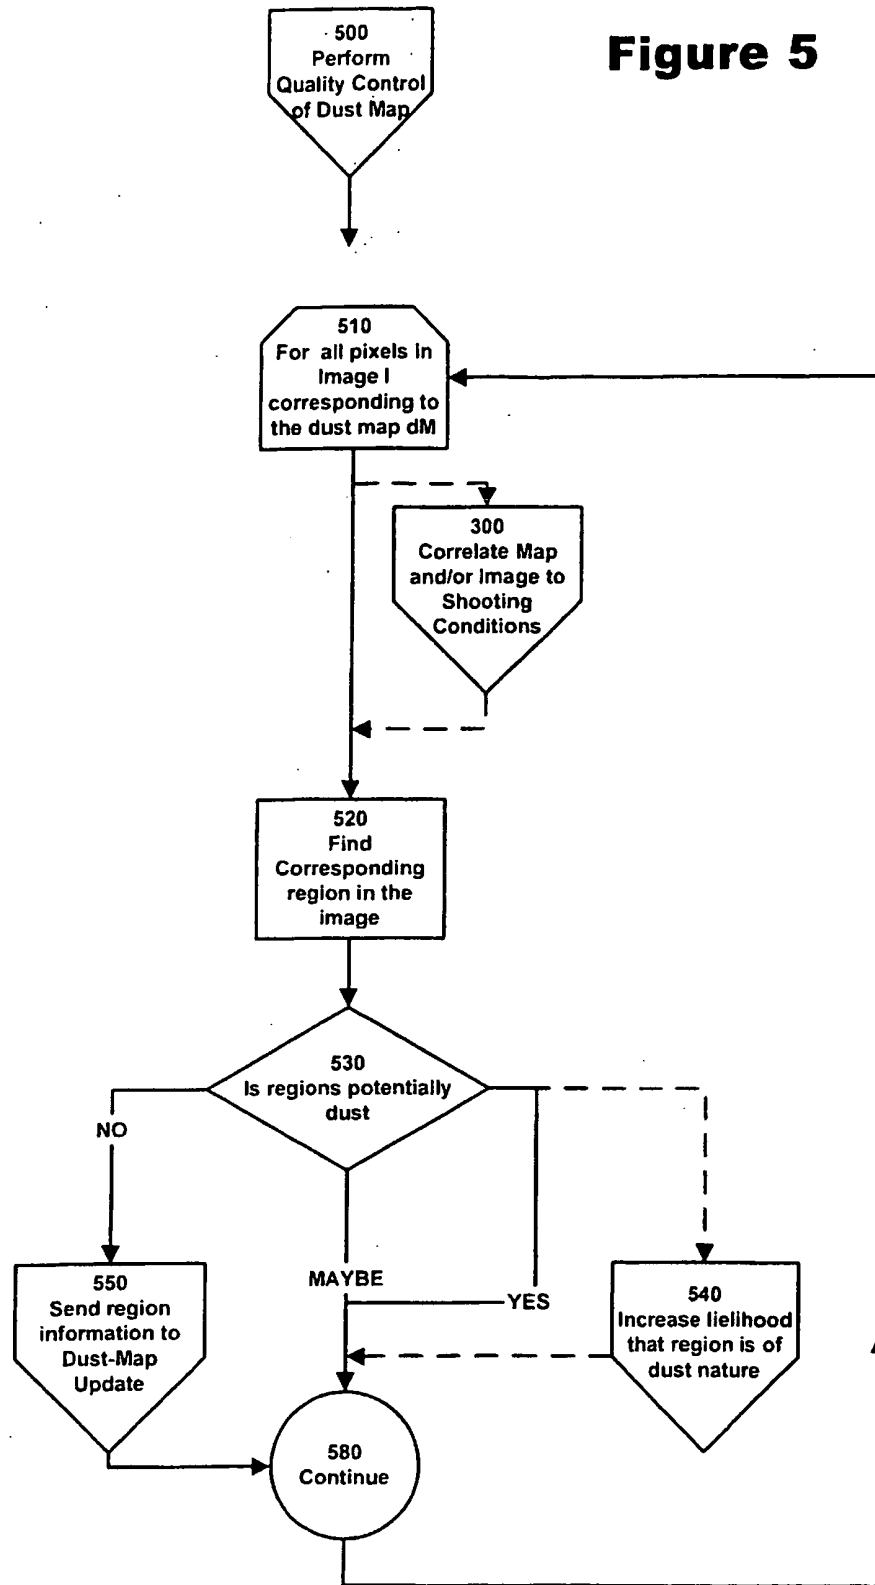 Figure 5
500
Perform
Quality Control
of Dust Map
510
For all pixels in
Image I
corresponding to
the dust map dM
300
Correlate Map
and/or Image to
Shooting
Conditions
520
Find
Corresponding
region in the
image
530
Is regions potentially
dust
NO
MAYBE
YES
550
Send region
information to
Dust-Map
Update
540
Increase lielihood
that region is of
dust nature
580
Continue